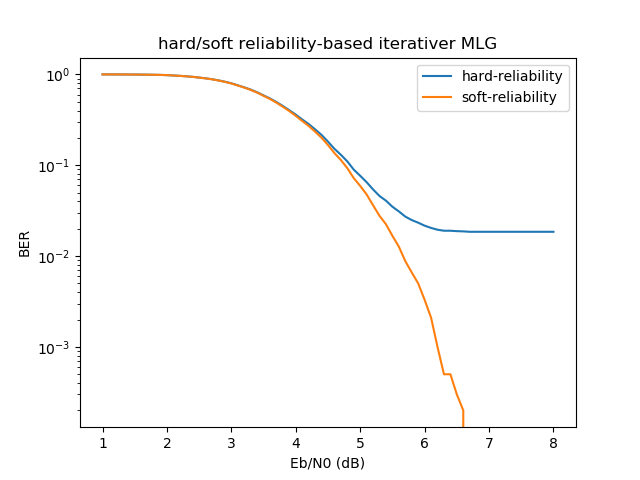 hard/soft reliability-based iterativer MLG
hard-reliability
soft-reliability
BER
10⁰
10⁻¹
10⁻²
10⁻³
1 2 3 4 5 6 7 8
Eb/N0 (dB)